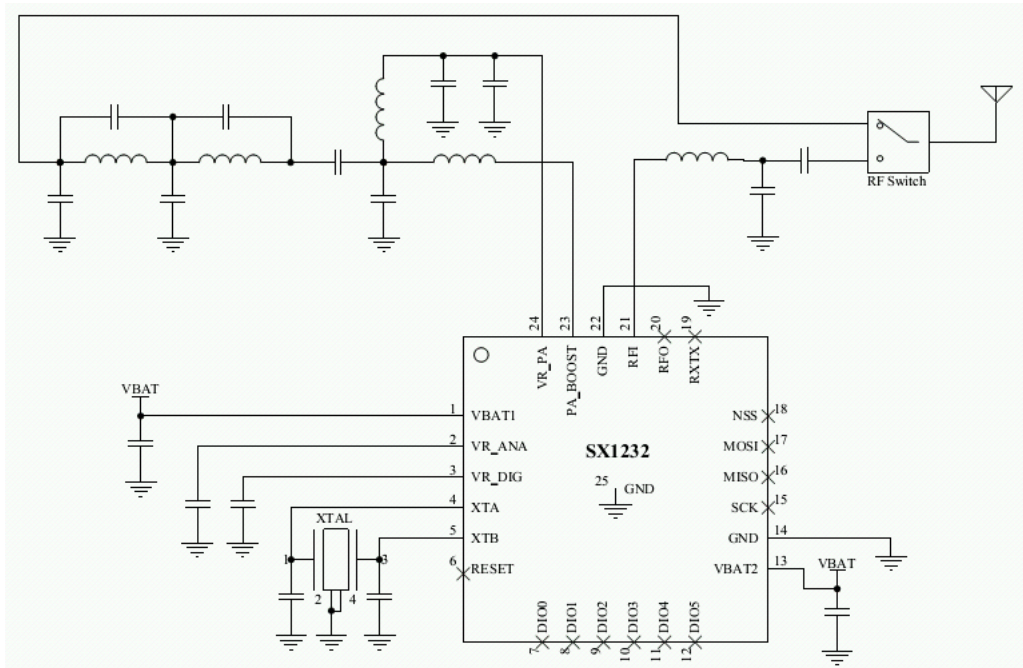 RF Switch
24
23
22
21
20
19
VR_PA
PA_BOOST
GND
RFI
RFO
RXTX
VBAT
1
VBAT1
NSS
18
2
VR_ANA
MOSI
17
SX1232
3
VR_DIG
25
GND
MISO
16
4
XTA
SCK
15
XTAL
5
XTB
GND
14
1
3
6
RESET
VBAT2
13
VBAT
2
4
DIO0
DIO1
DIO2
DIO3
DIO4
DIO5
7
8
9
10
11
12